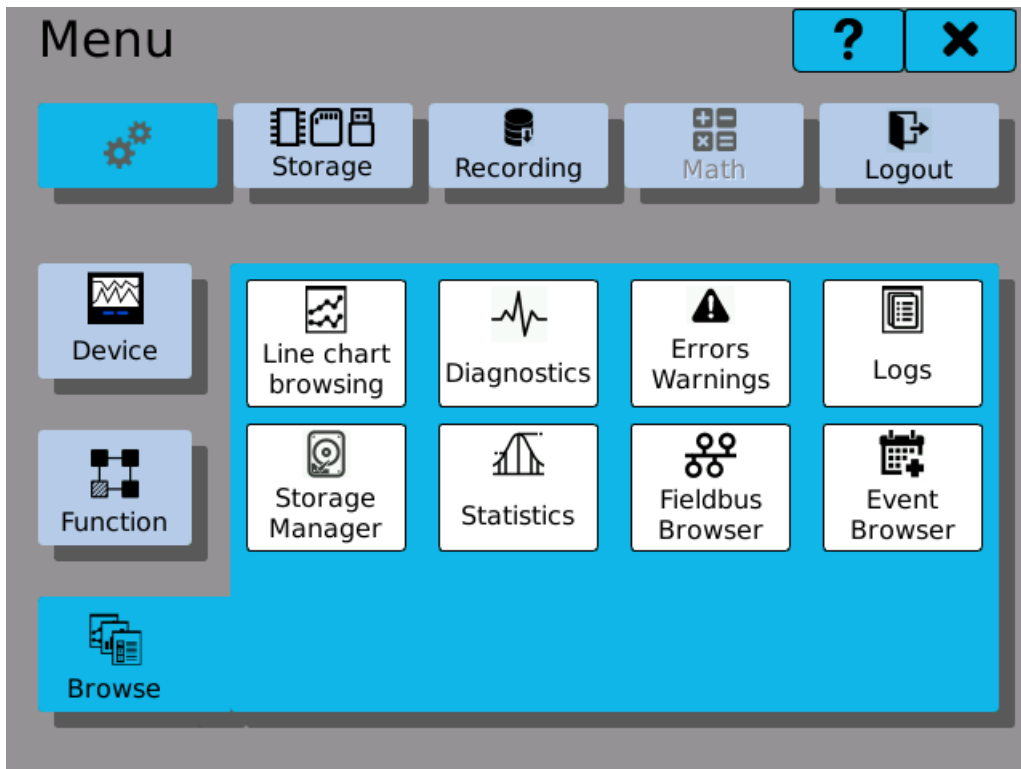 Menu
?
Storage
Recording
Math
Logout
Device
Line chart
browsing
Diagnostics
Errors
Warnings
Logs
Function
Storage
Manager
Statistics
Fieldbus
Browser
Event
Browser
Browse